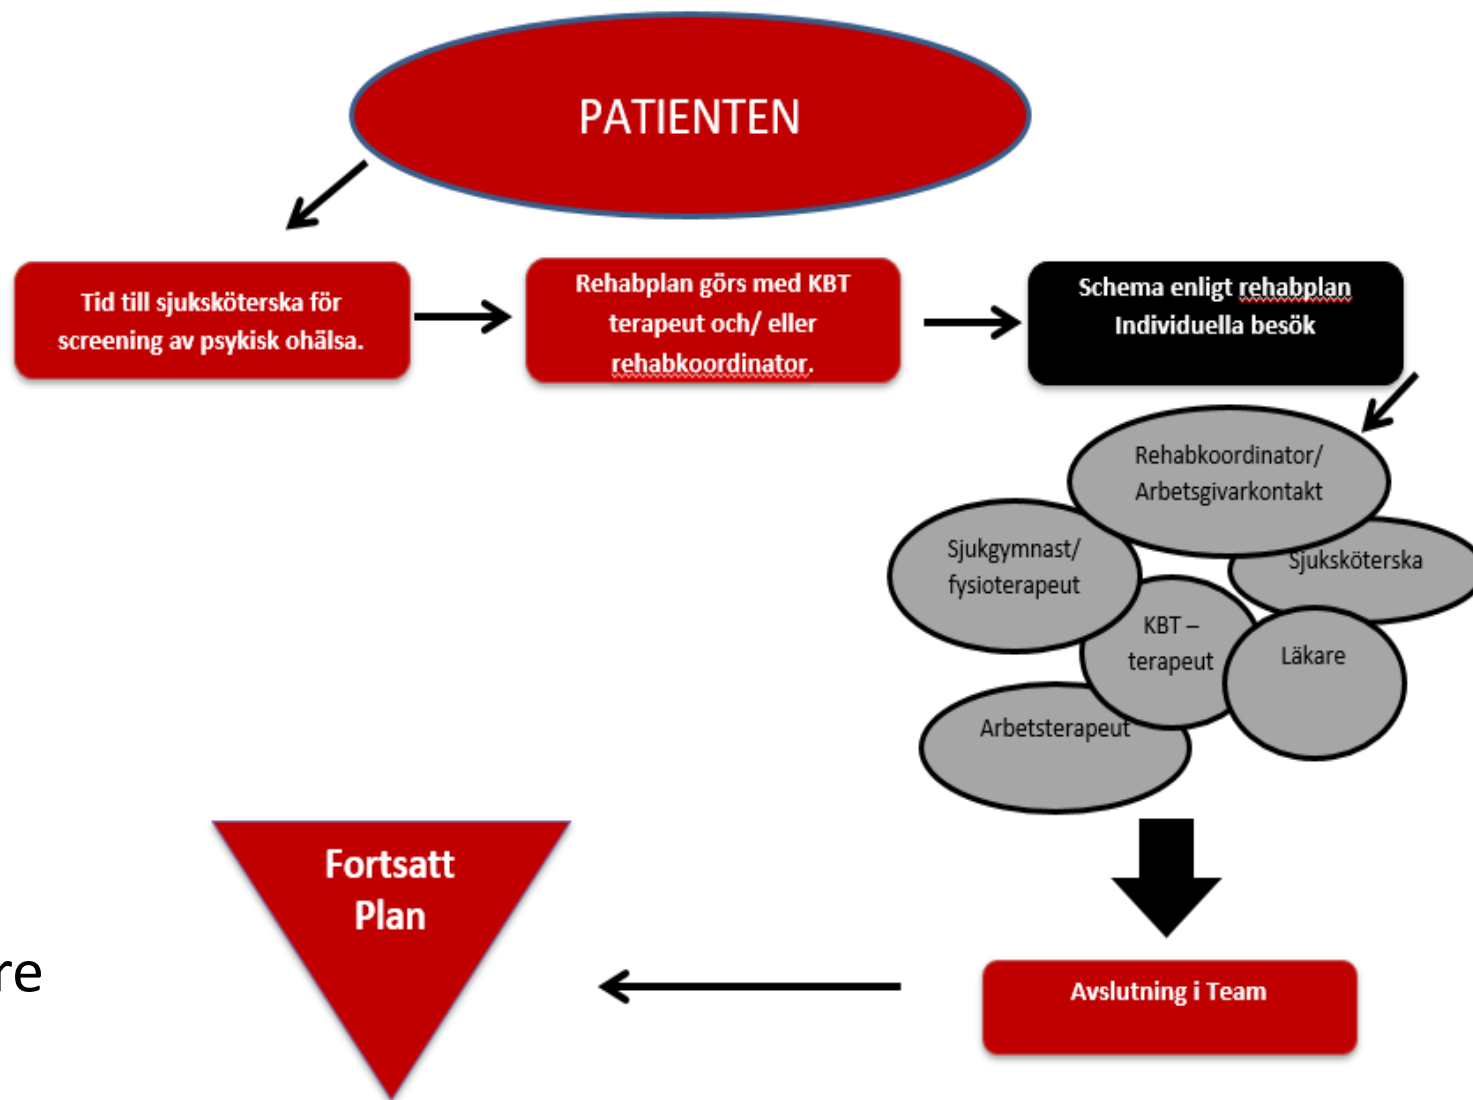 PATIENTEN
Tid till sjuksköterska för
screening av psykisk ohälsa.
Rehabplan görs med KBT
terapeut och/ eller
rehabkoordinator.
Schema enligt rehabplan
Individuella besök
Rehabkoordinator/
Arbetsgivarkontakt
Sjukgymnast/
fysioterapeut
Sjuksköterska
KBT –
terapeut
Läkare
Arbetsterapeut
Fortsatt
Plan
re
Avslutning i Team